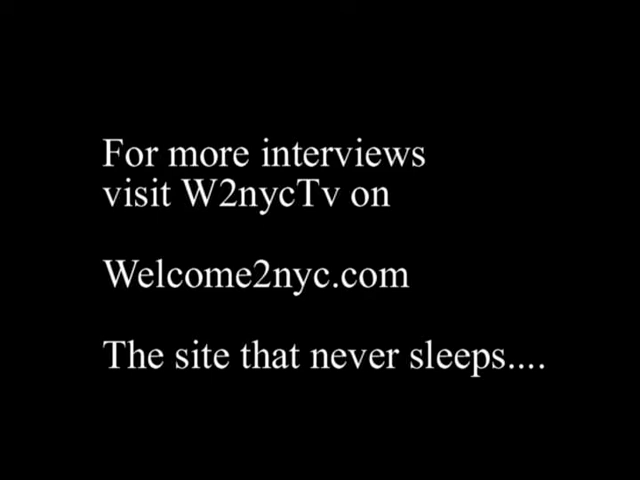 For more interviews
visit W2nycTv on
Welcome2nyc.com
The site that never sleeps....